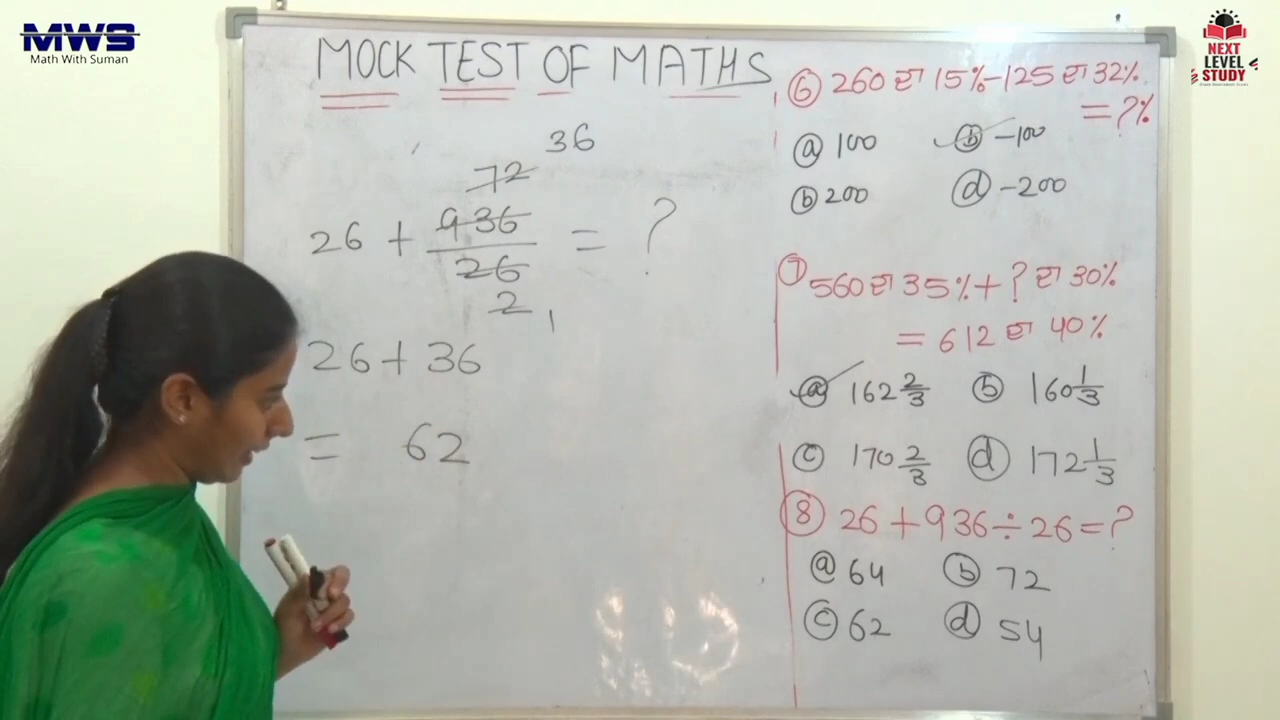 MWS
Math With Suman
NEXT
LEVEL
STUDY
MOCK TEST OF MATHS
36
72
26 + 936/26 = ?
2 1
26 + 36
= 62
⑥ 260 ਦਾ 15% - 125 ਦਾ 32%
= ?%
ⓐ 100 ⓑ -100
ⓑ 200 ⓓ -200
⑦ 560 ਦਾ 35% + ? ਦਾ 30%
= 612 ਦਾ 40%
ⓐ 162 2/3 ⓑ 160 1/3
ⓒ 170 2/3 ⓓ 172 1/3
⑧ 26 + 936 ÷ 26 = ?
ⓐ 64 ⓑ 72
ⓒ 62 ⓓ 54